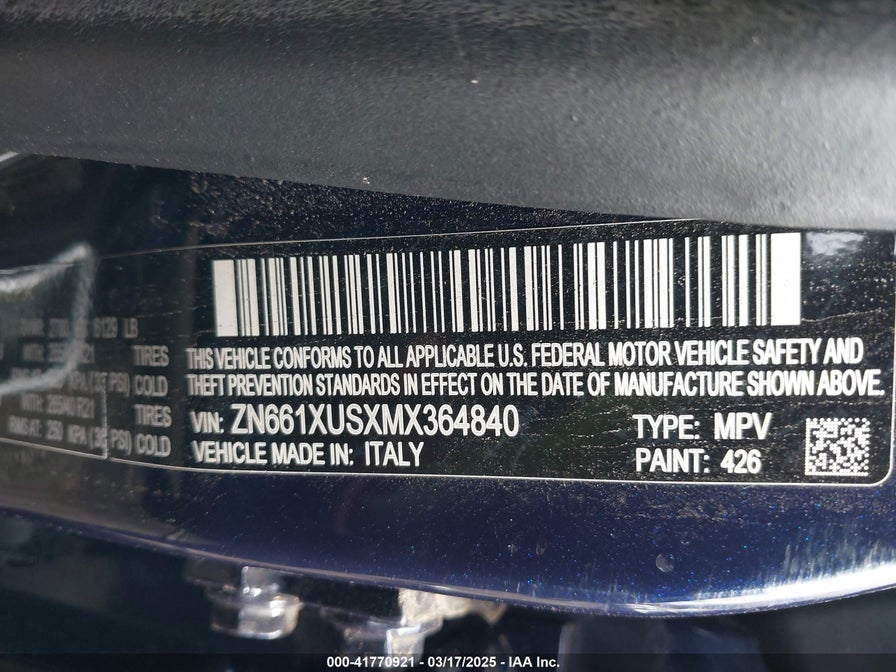 6129 LB
TIRES
COLD
TIRES
COLD
THIS VEHICLE CONFORMS TO ALL APPLICABLE U.S. FEDERAL MOTOR VEHICLE SAFETY AND
THEFT PREVENTION STANDARDS IN EFFECT ON THE DATE OF MANUFACTURE SHOWN ABOVE.
VIN: ZN661XUSXMX364840
TYPE: MPV
VEHICLE MADE IN: ITALY
PAINT: 426
000-41770921 - 03/17/2025 - IAA Inc.